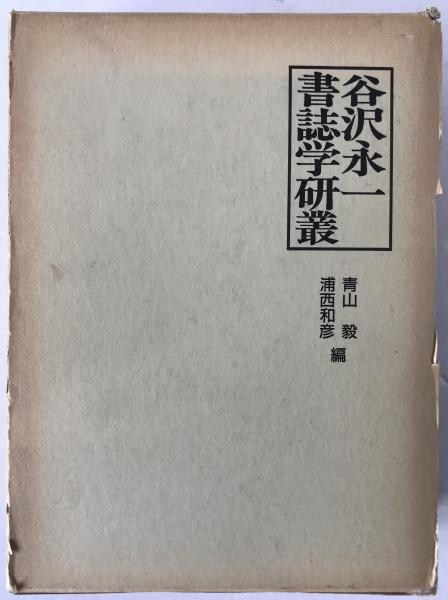 谷沢永一
書誌学研叢
青山 毅
浦西和彦
編